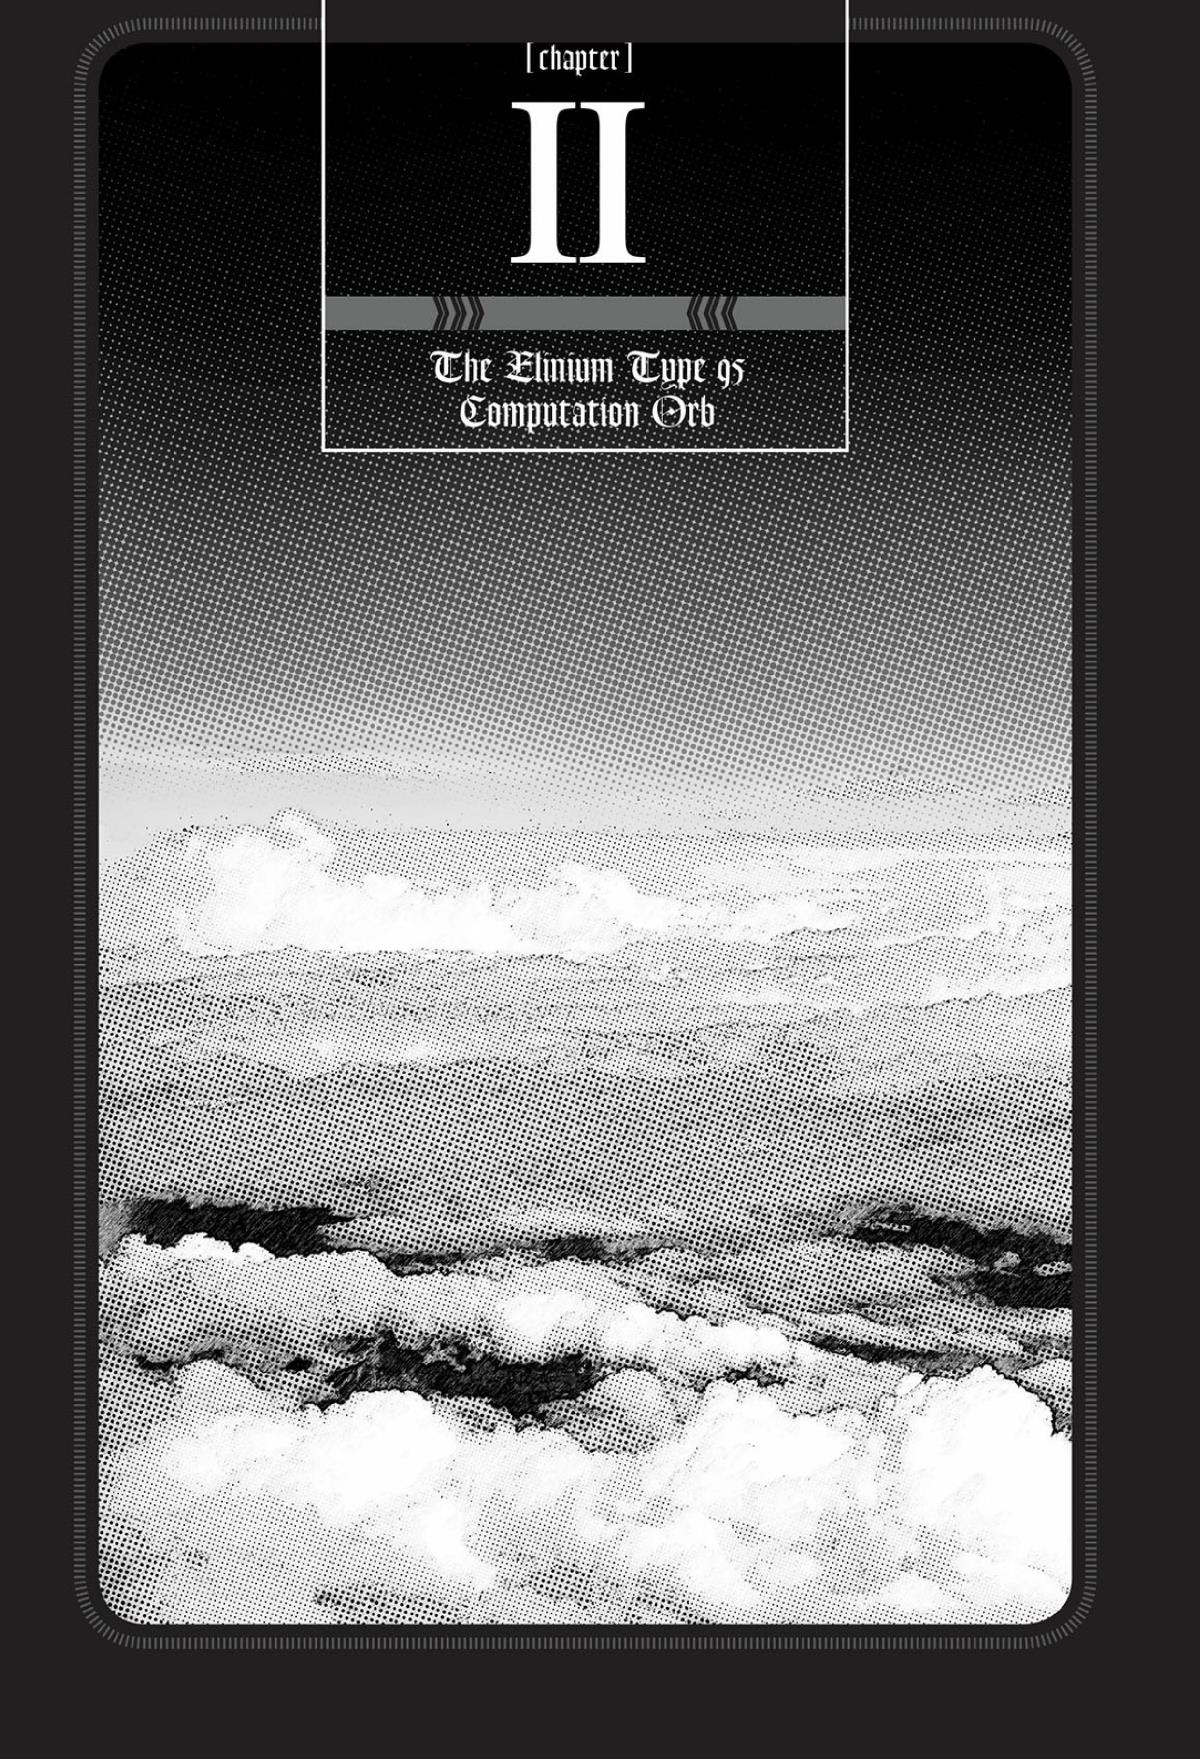 [chapter]
II
The Elinium Type 95
Computation Orb